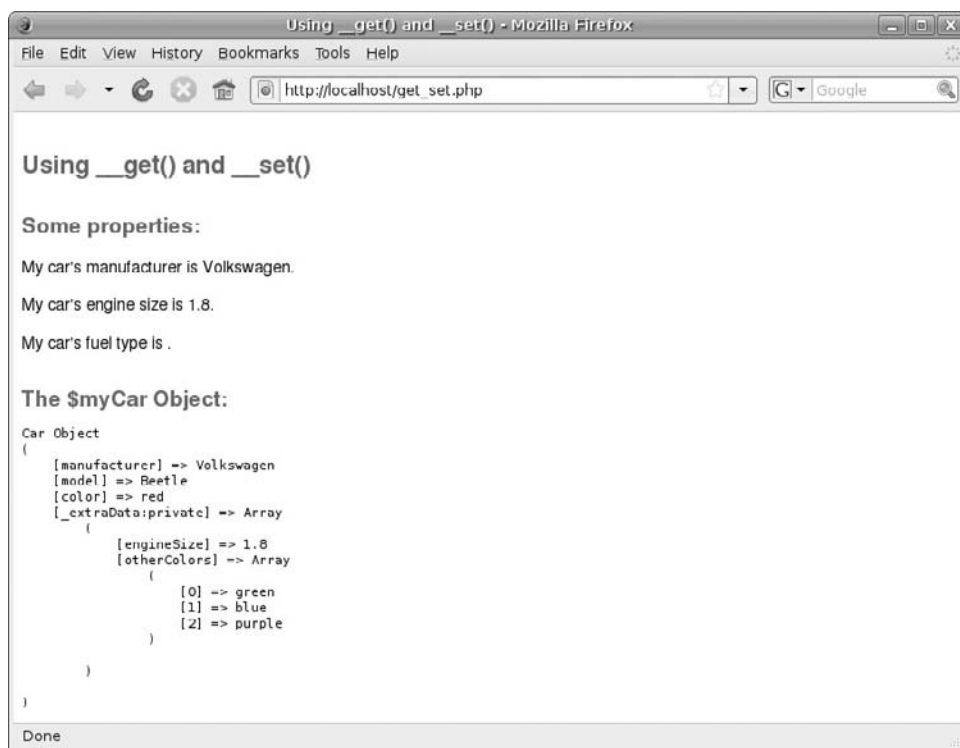 Using __get() and __set() - Mozilla Firefox
File Edit View History Bookmarks Tools Help
http://localhost/get_set.php
G
Google
Using __get() and __set()
Some properties:
My car's manufacturer is Volkswagen.
My car's engine size is 1.8.
My car's fuel type is .
The $myCar Object:
Car Object
(
    [manufacturer] => Volkswagen
    [model] => Beetle
    [color] => red
    [_extraData:private] => Array
        (
            [engineSize] => 1.8
            [otherColors] => Array
                (
                    [0] => green
                    [1] => blue
                    [2] => purple
                )
        )
)
Done